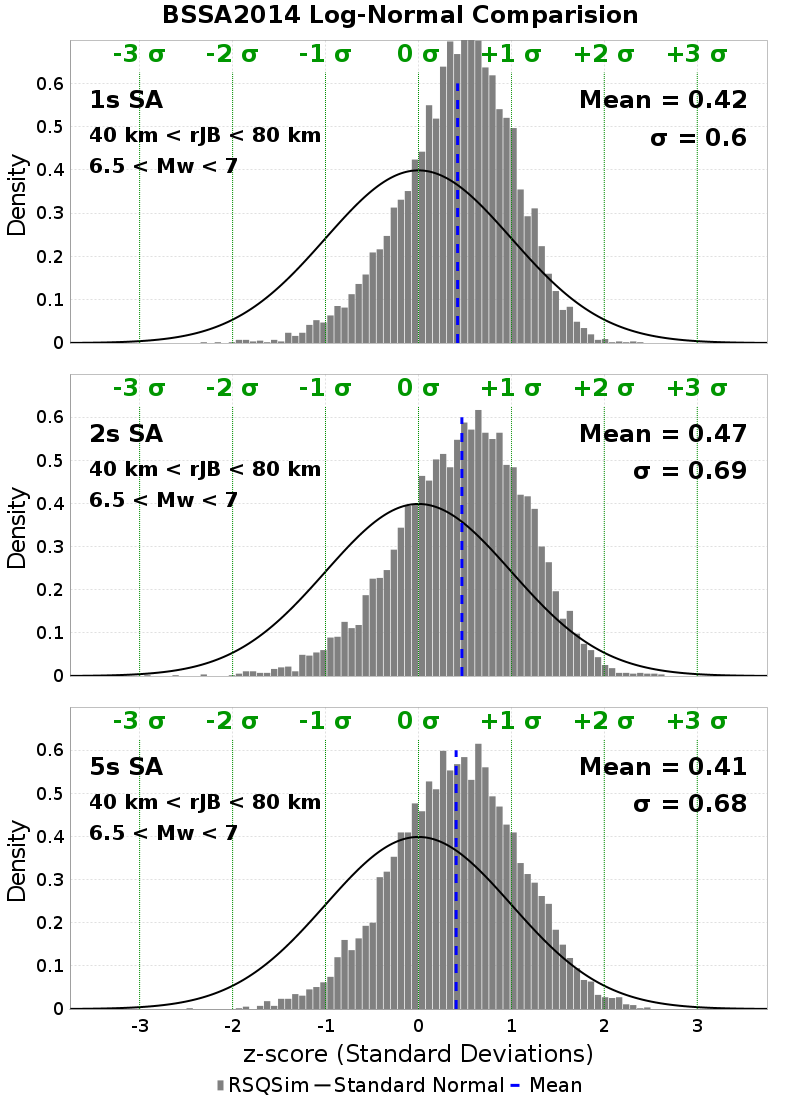 BSSA2014 Log-Normal Comparision
-3 σ -2 σ -1 σ 0 σ +1 σ +2 σ +3 σ
1s SA
Mean = 0.42
40 km < rJB < 80 km
σ = 0.6
6.5 < Mw < 7
Density
0.6
0.5
0.4
0.3
0.2
0.1
0
-3 σ -2 σ -1 σ 0 σ +1 σ +2 σ +3 σ
2s SA
Mean = 0.47
40 km < rJB < 80 km
σ = 0.69
6.5 < Mw < 7
Density
0.6
0.5
0.4
0.3
0.2
0.1
0
-3 σ -2 σ -1 σ 0 σ +1 σ +2 σ +3 σ
5s SA
Mean = 0.41
40 km < rJB < 80 km
σ = 0.68
6.5 < Mw < 7
Density
0.6
0.5
0.4
0.3
0.2
0.1
0
-3 -2 -1 0 1 2 3
z-score (Standard Deviations)
RSQSim Standard Normal Mean